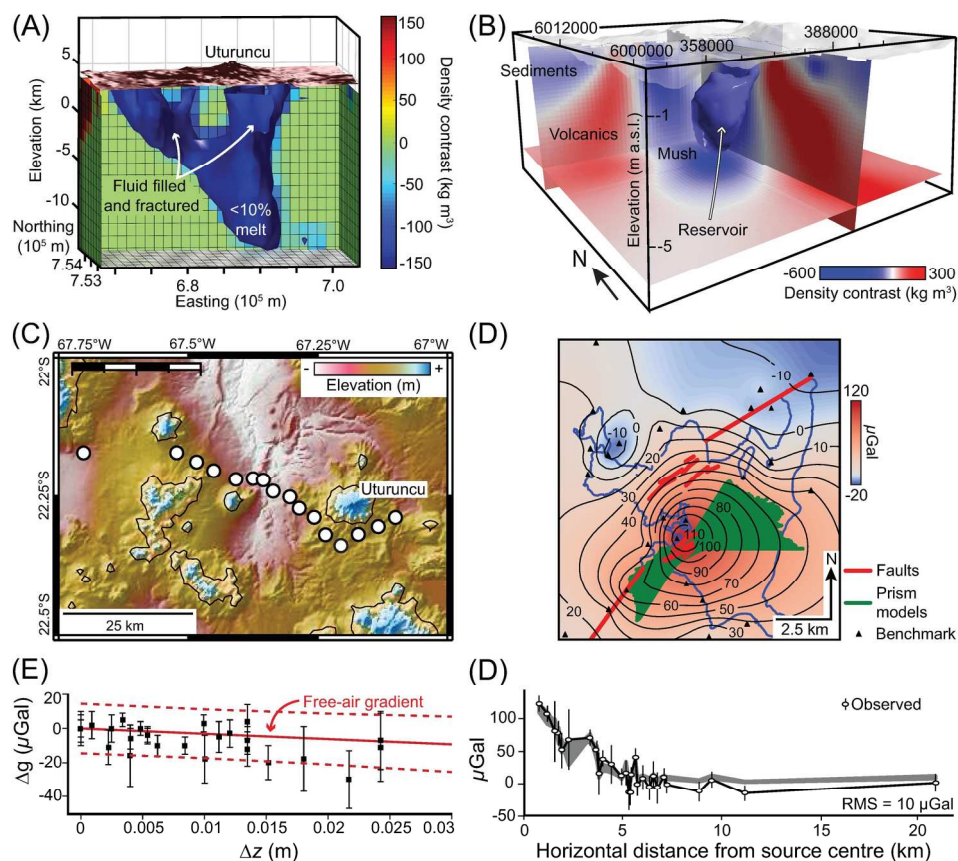 (A)
Uturuncu
5
0
-5
-10
Elevation (km)
Fluid filled
and fractured
<10%
melt
Northing
(10⁵ m)
7.54
7.53
6.8
7.0
Easting (10⁵ m)
150
100
50
0
-50
-100
-150
Density contrast
(kg m³)
(B)
6012000
6000000
358000
388000
Sediments
Volcanics
Mush
Reservoir
-1
-5
Elevation (m a.s.l.)
N
-600
300
Density contrast (kg m³)
(C)
67.75°W
67.5°W
67.25°W
67°W
22°S
22.25°S
22.5°S
- +
Elevation (m)
Uturuncu
25 km
(D)
-10
0
-10
0
-10
0
10
10
20
20
30
40
80
110
100
90
70
60
50
40
30
20
N
2.5 km
120
µGal
-20
Faults
Prism
models
Benchmark
(E)
Δg (µGal)
20
0
-20
-40
Free-air gradient
0
0.005
0.01
0.015
0.02
0.025
0.03
Δz (m)
(D)
µGal
100
50
0
-50
Observed
RMS = 10 µGal
0
5
10
15
20
Horizontal distance from source centre (km)